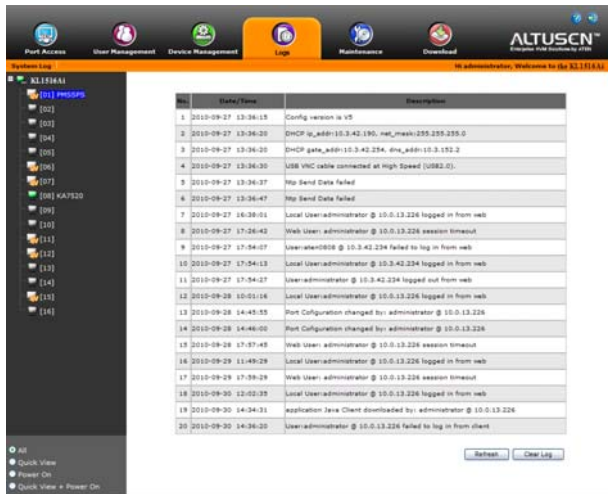 Port Access
User Management
Device Management
Logs
Maintenance
Download
ALTUSCN™
System Log
Hi administrator, Welcome to the KL1516Ai
KL1516Ai
[01] PMSSPS
[02]
[03]
[04]
[05]
[06]
[07]
[08] KA7520
[09]
[10]
[11]
[12]
[13]
[14]
[15]
[16]
No. Date/Time Description
1 2010-09-27 13:36:15 Config version is V5
2 2010-09-27 13:36:20 DHCP ip_addr:10.3.42.190, net_mask:255.255.255.0
3 2010-09-27 13:36:20 DHCP gate_addr:10.3.42.254, dns_addr:10.3.152.2
4 2010-09-27 13:36:30 USB VNC cable connected at High Speed (USB2.0).
5 2010-09-27 13:36:37 Ntp Send Data failed
6 2010-09-27 13:36:47 Ntp Send Data failed
7 2010-09-27 16:38:01 Local User:administrator @ 10.0.13.226 logged in from web
8 2010-09-27 17:26:42 Web User: administrator @ 10.0.13.226 session timeout
9 2010-09-27 17:54:07 User:aten0808 @ 10.3.42.234 failed to log in from web
10 2010-09-27 17:54:13 Local User:administrator @ 10.3.42.234 logged in from web
11 2010-09-27 17:54:27 User:administrator @ 10.3.42.234 logged out from web
12 2010-09-28 10:01:16 Local User:administrator @ 10.0.13.226 logged in from web
13 2010-09-28 14:45:55 Port Cofiguration changed by: administrator @ 10.0.13.226
14 2010-09-28 14:46:00 Port Cofiguration changed by: administrator @ 10.0.13.226
15 2010-09-28 17:57:45 Web User: administrator @ 10.0.13.226 session timeout
16 2010-09-29 11:49:29 Local User:administrator @ 10.0.13.226 logged in from web
17 2010-09-29 17:59:29 Web User: administrator @ 10.0.13.226 session timeout
18 2010-09-30 12:02:35 Local User:administrator @ 10.0.13.226 logged in from web
19 2010-09-30 14:34:31 application Java Client downloaded by: administrator @ 10.0.13.226
20 2010-09-30 14:36:20 User:administrator @ 10.0.13.226 failed to log in from client
Refresh
Clear Log
All
Quick View
Power On
Quick View + Power On